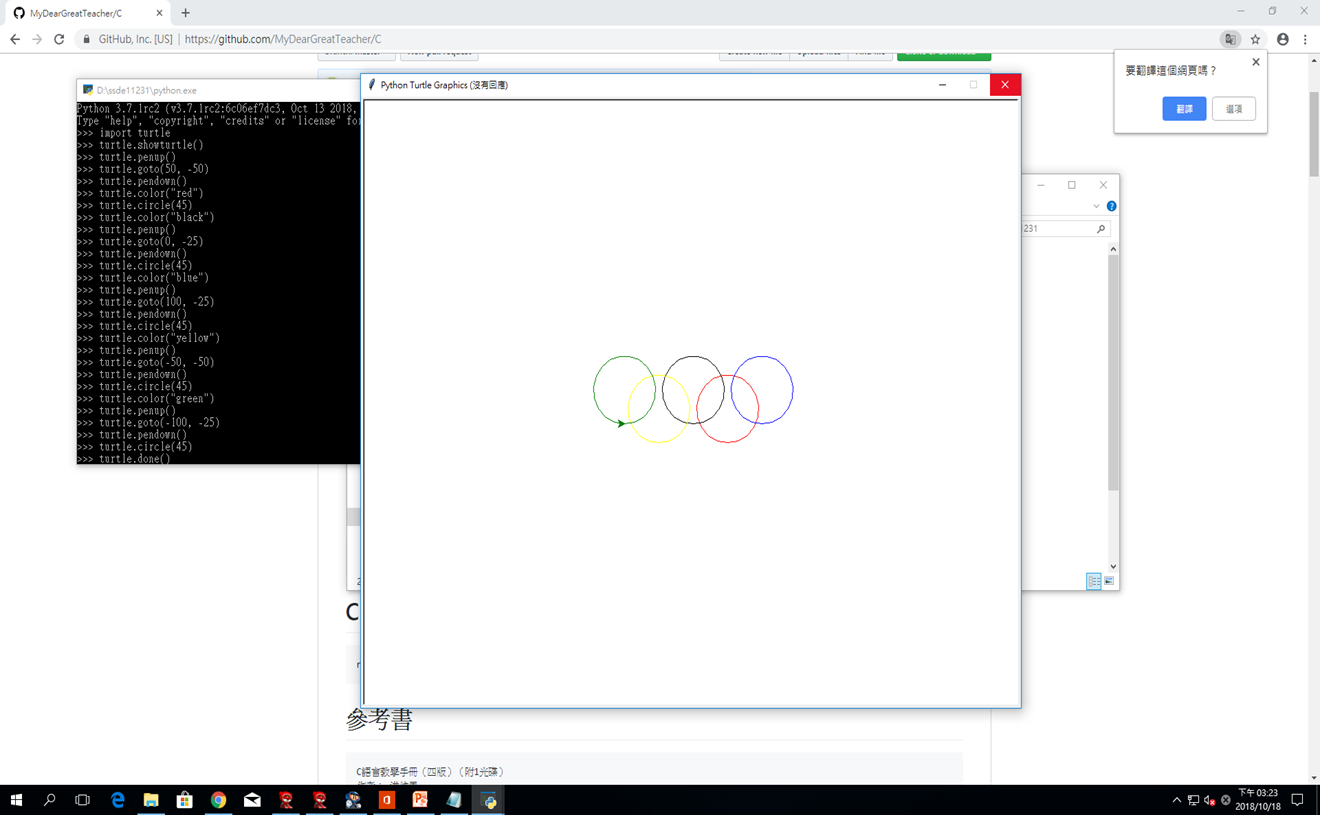 MyDearGreatTeacher/C
GitHub, Inc. [US] | https://github.com/MyDearGreatTeacher/C
要翻譯這個網頁嗎？
翻譯
選項
D:\ssde11231\python.exe
Python 3.7.1rc2 (v3.7.1rc2:6c06ef7dc3, Oct 13 2018,
Type "help", "copyright", "credits" or "license" for
>>> import turtle
>>> turtle.showturtle()
>>> turtle.penup()
>>> turtle.goto(50, -50)
>>> turtle.pendown()
>>> turtle.color("red")
>>> turtle.circle(45)
>>> turtle.color("black")
>>> turtle.penup()
>>> turtle.goto(0, -25)
>>> turtle.pendown()
>>> turtle.circle(45)
>>> turtle.color("blue")
>>> turtle.penup()
>>> turtle.goto(100, -25)
>>> turtle.pendown()
>>> turtle.circle(45)
>>> turtle.color("yellow")
>>> turtle.penup()
>>> turtle.goto(-50, -50)
>>> turtle.pendown()
>>> turtle.circle(45)
>>> turtle.color("green")
>>> turtle.penup()
>>> turtle.goto(-100, -25)
>>> turtle.pendown()
>>> turtle.circle(45)
>>> turtle.done()
Python Turtle Graphics (沒有回應)
231
C
參考書
C語言教學手冊（四版）（附1光碟）
下午 03:23
2018/10/18